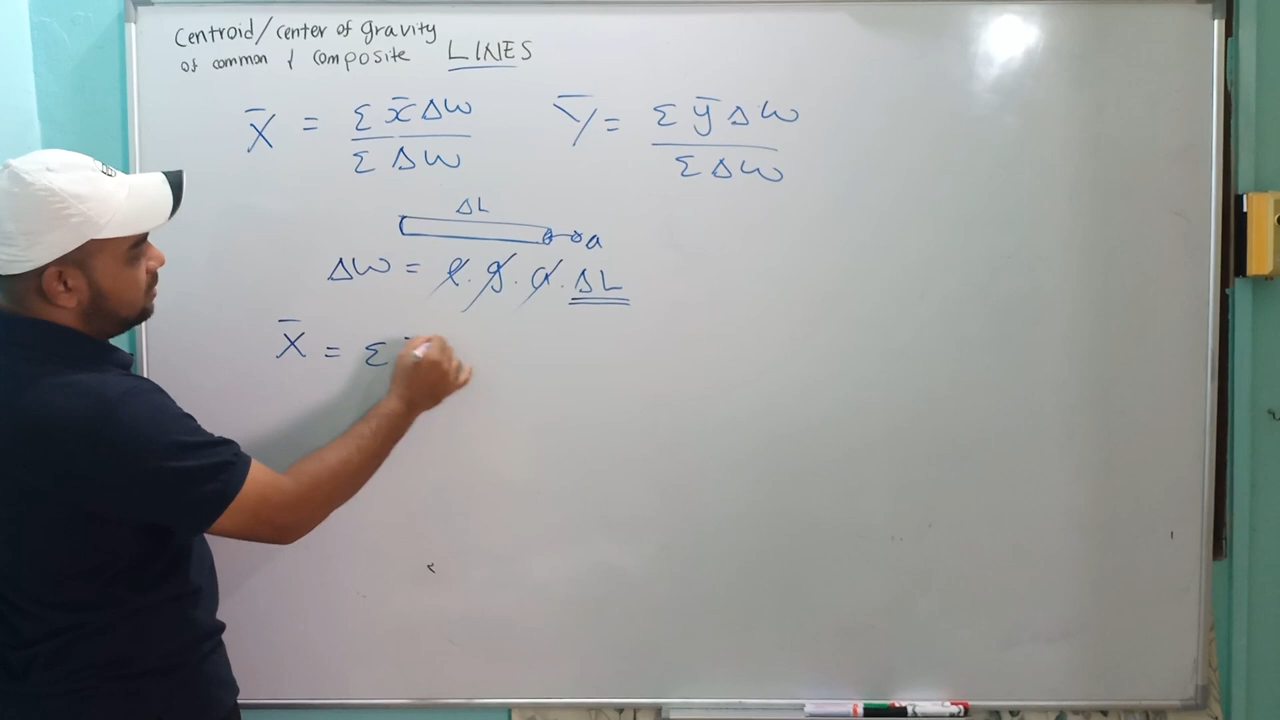 Centroid/center of gravity
of common & composite LINES
X̄ = Σ x̄ ΔW / Σ ΔW    Ȳ = Σ ȳ ΔW / Σ ΔW
ΔL
a
ΔW = ρ . g . a . ΔL
X̄ = Σ